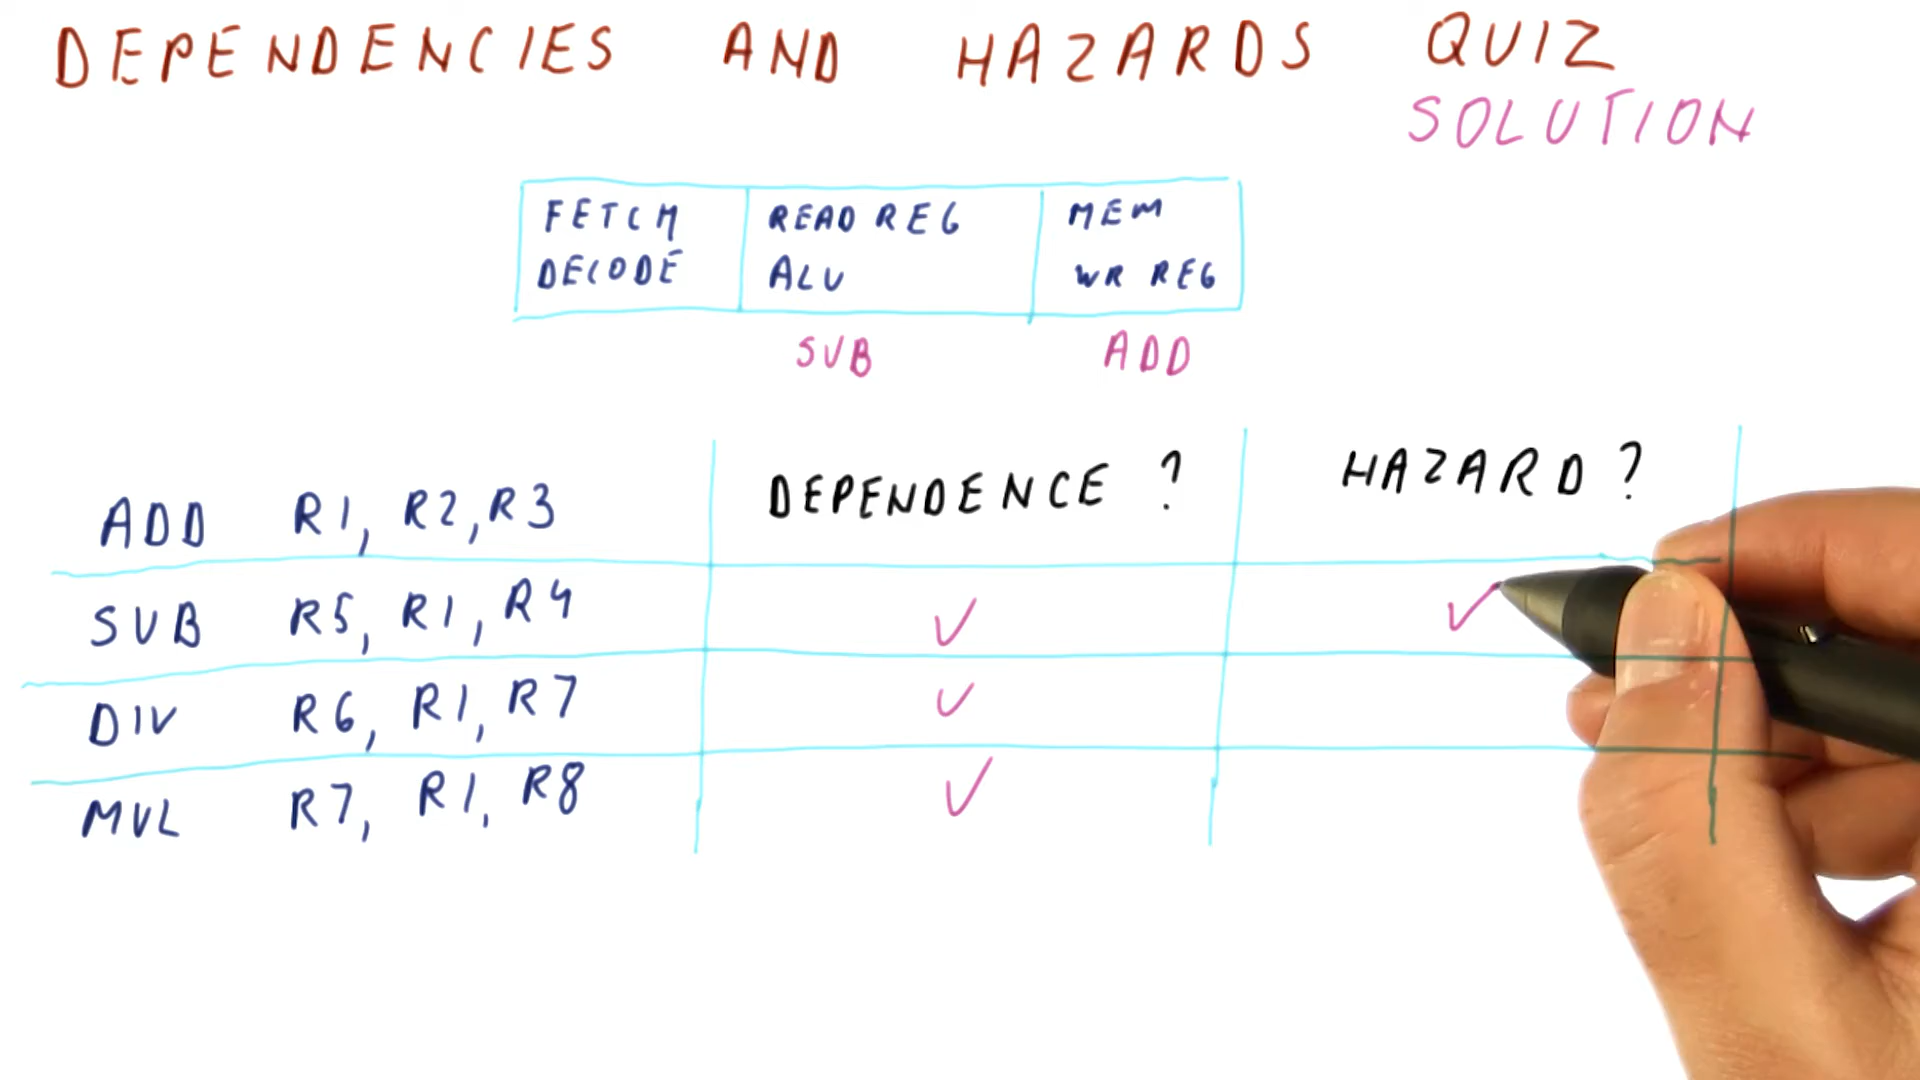 DEPENDENCIES AND HAZARDS QUIZ
SOLUTION
FETCH READ REG MEM
DECODE ALU WR REG
SUB ADD
ADD R1, R2, R3 DEPENDENCE ? HAZARD ?
SUB R5, R1, R4 ✓ ✓
DIV R6, R1, R7 ✓
MUL R7, R1, R8 ✓